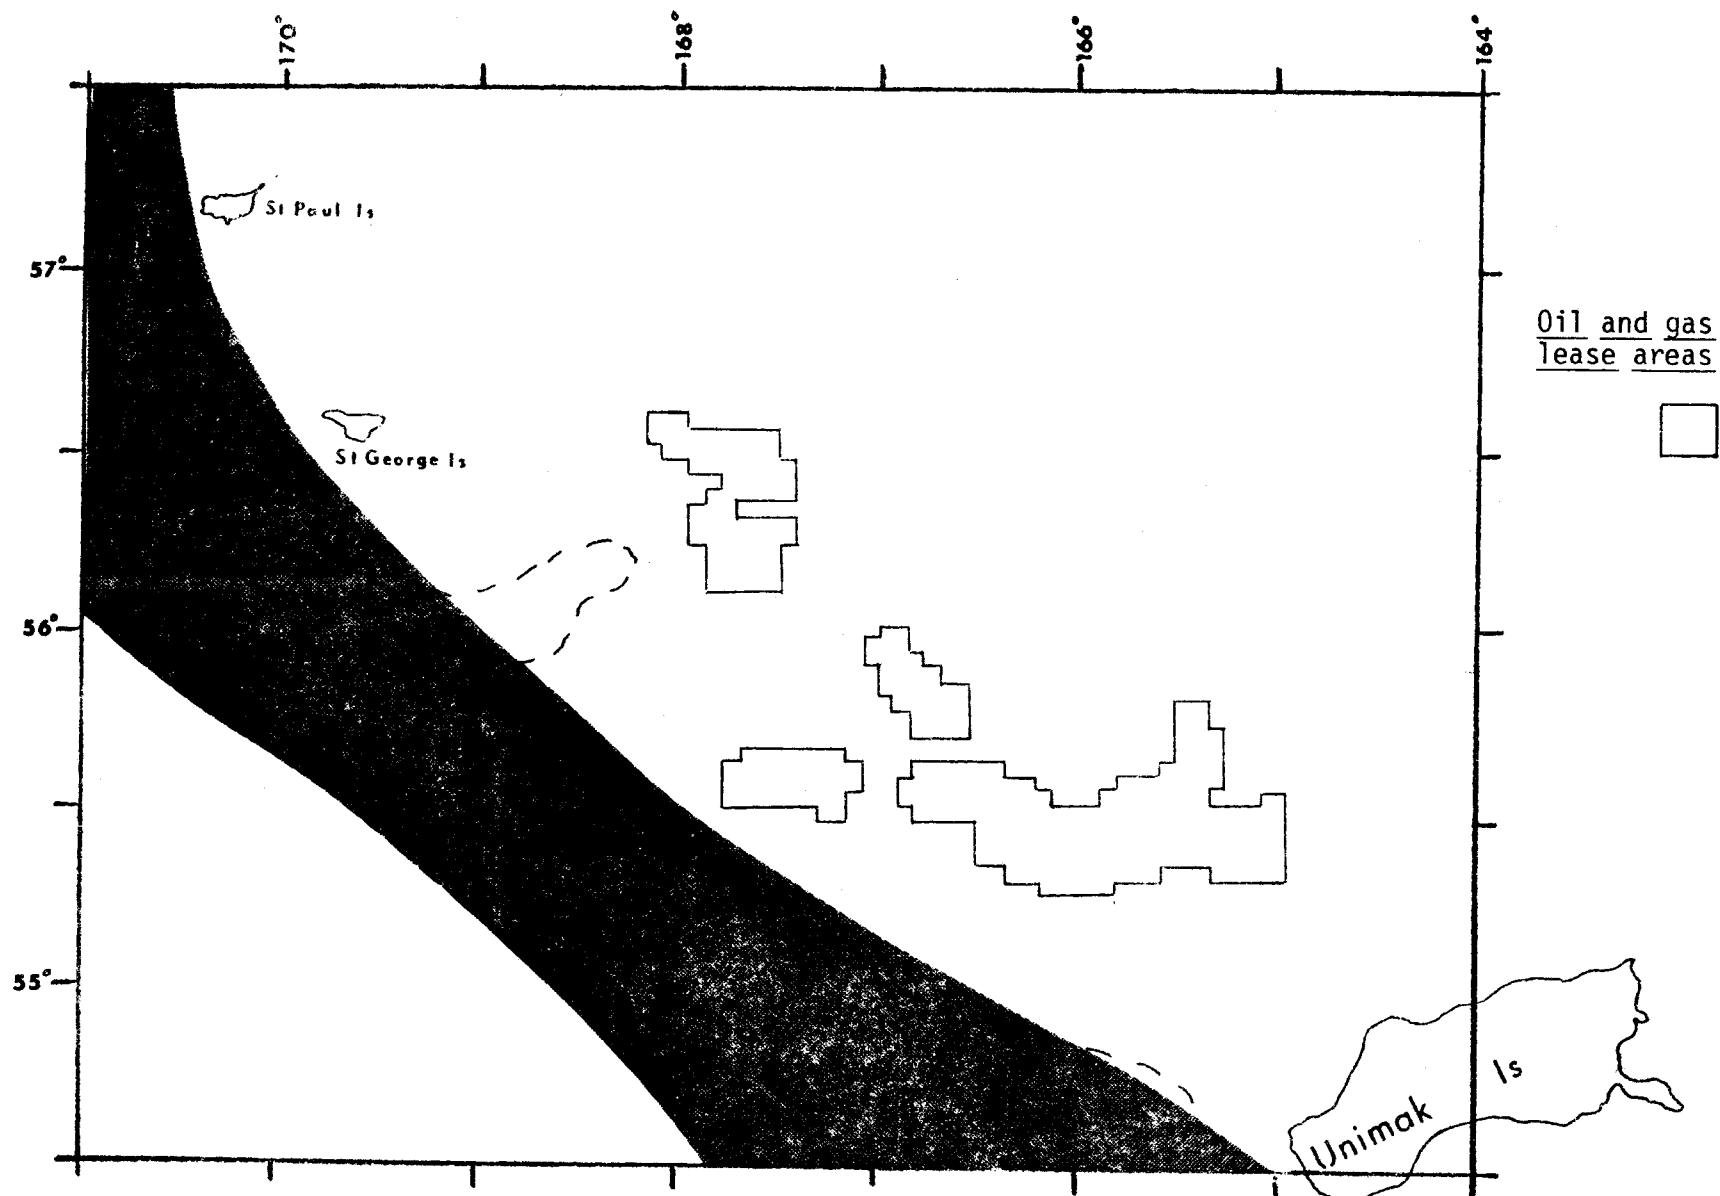 170°
168°
166°
164°
St Paul Is
57°
Oil and gas
lease areas
St George Is
56°
55°
Unimak Is